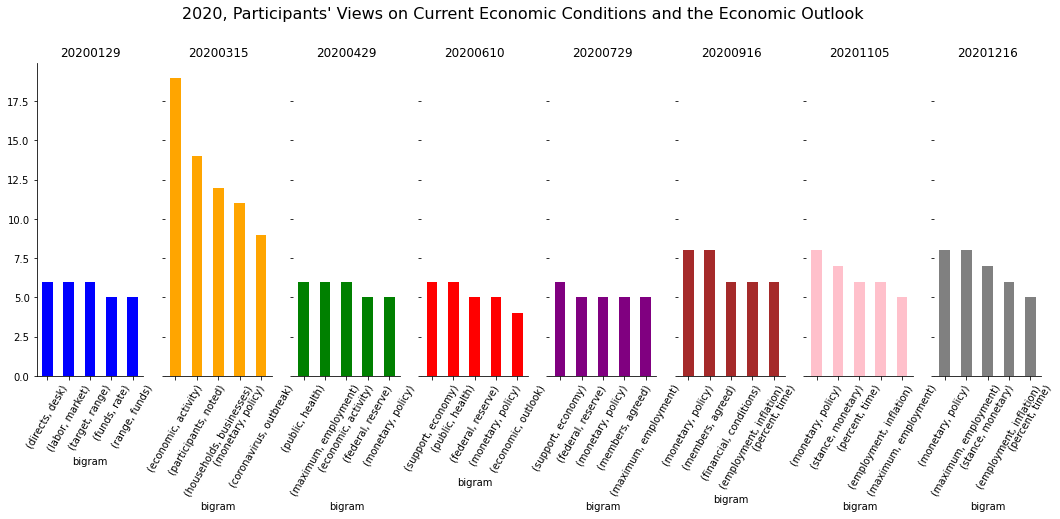 2020, Participants' Views on Current Economic Conditions and the Economic Outlook
20200129
20200315
20200429
20200610
20200729
20200916
20201105
20201216
17.5
15.0
12.5
10.0
7.5
5.0
2.5
0.0
(directs, desk)
(labor, market)
(target, range)
(funds, rate)
(range, funds)
bigram
(economic, activity)
(participants, noted)
(households, businesses)
(monetary, policy)
(coronavirus, outbreak)
bigram
(public, health)
(maximum, employment)
(economic, activity)
(federal, reserve)
(monetary, policy)
bigram
(support, economy)
(public, health)
(federal, reserve)
(monetary, policy)
(economic, outlook)
bigram
(support, economy)
(federal, reserve)
(monetary, policy)
(members, agreed)
(maximum, employment)
bigram
(monetary, policy)
(members, agreed)
(financial, conditions)
(employment, inflation)
(percent, time)
bigram
(monetary, policy)
(stance, monetary)
(percent, time)
(employment, inflation)
(maximum, employment)
bigram
(monetary, policy)
(maximum, employment)
(stance, monetary)
(employment, inflation)
(percent, time)
bigram